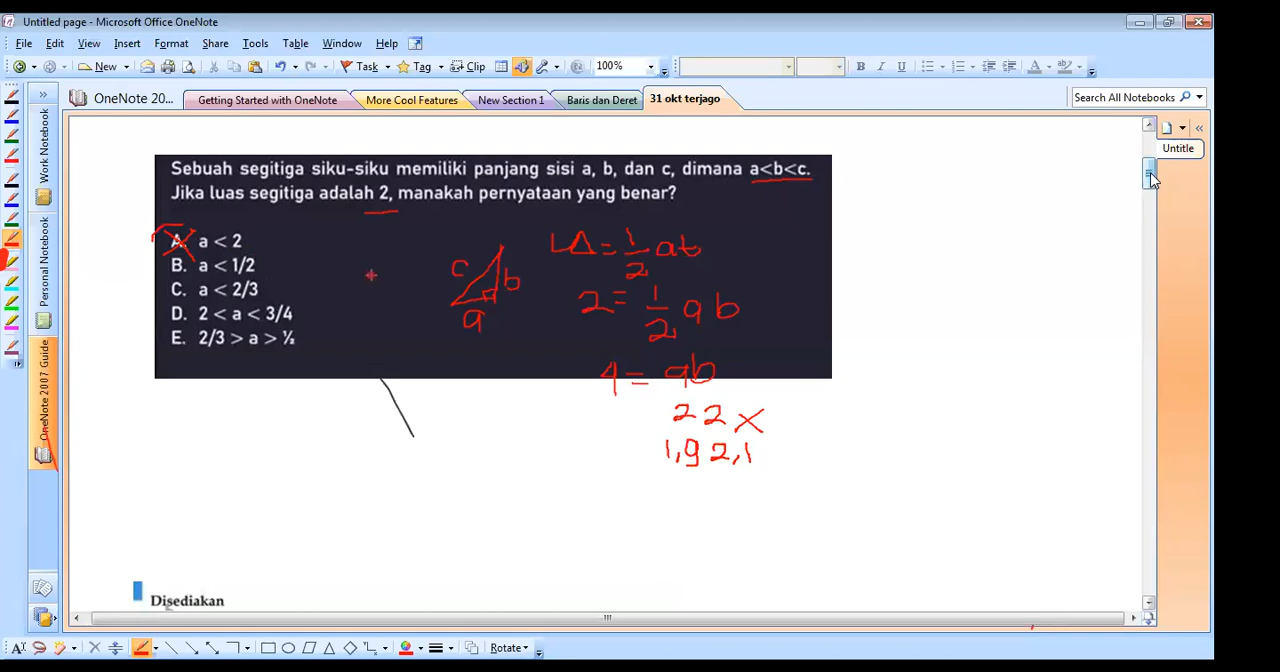 Untitled page - Microsoft Office OneNote
File Edit View Insert Format Share Tools Table Window Help
New Task Tag Clip 100% B I U
OneNote 20... Getting Started with OneNote More Cool Features New Section 1 Baris dan Deret 31 okt terjago Search All Notebooks
Untitle
Work Notebook
Personal Notebook
OneNote 2007 Guide
Sebuah segitiga siku-siku memiliki panjang sisi a, b, dan c, dimana a<b<c.
Jika luas segitiga adalah 2, manakah pernyataan yang benar?
A. a < 2
B. a < 1/2
C. a < 2/3
D. 2 < a < 3/4
E. 2/3 > a > ½
c b
a
L∆ = 1/2 at
2 = 1/2 a b
4 = ab
2 2 X
1,9 2,1
Disediakan
A Rotate